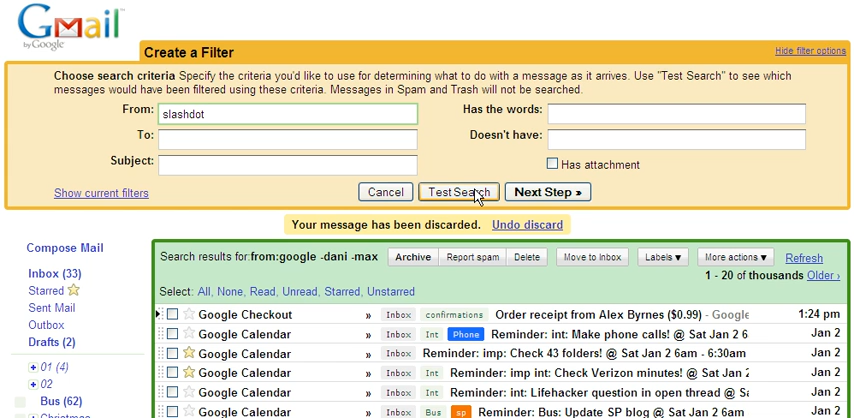 Gmail
by Google
Create a Filter
Hide filter options
Choose search criteria Specify the criteria you'd like to use for determining what to do with a message as it arrives. Use "Test Search" to see which
messages would have been filtered using these criteria. Messages in Spam and Trash will not be searched.
From: slashdot Has the words:
To: Doesn't have:
Subject: Has attachment
Show current filters Cancel Test Search Next Step »
Your message has been discarded. Undo discard
Compose Mail
Inbox (33)
Starred
Sent Mail
Outbox
Drafts (2)
01 (4)
02
Bus (62)
Christmas
Search results for:from:google -dani -max Archive Report spam Delete Move to Inbox Labels ▼ More actions ▼ Refresh
1 - 20 of thousands Older ›
Select: All, None, Read, Unread, Starred, Unstarred
Google Checkout » Inbox confirmations Order receipt from Alex Byrnes ($0.99) - Google 1:24 pm
Google Calendar » Inbox Int Phone Reminder: int: Make phone calls! @ Sat Jan 2 6 Jan 2
Google Calendar » Inbox Reminder: imp: Check 43 folders! @ Sat Jan 2 6am - 6:30am Jan 2
Google Calendar » Inbox Int Reminder: imp int: Check Verizon minutes! @ Sat Jan 2 Jan 2
Google Calendar » Inbox Int Reminder: int: Lifehacker question in open thread @ Sa Jan 2
Google Calendar » Inbox Bus sp Reminder: Bus: Update SP blog @ Sat Jan 2 6am Jan 2